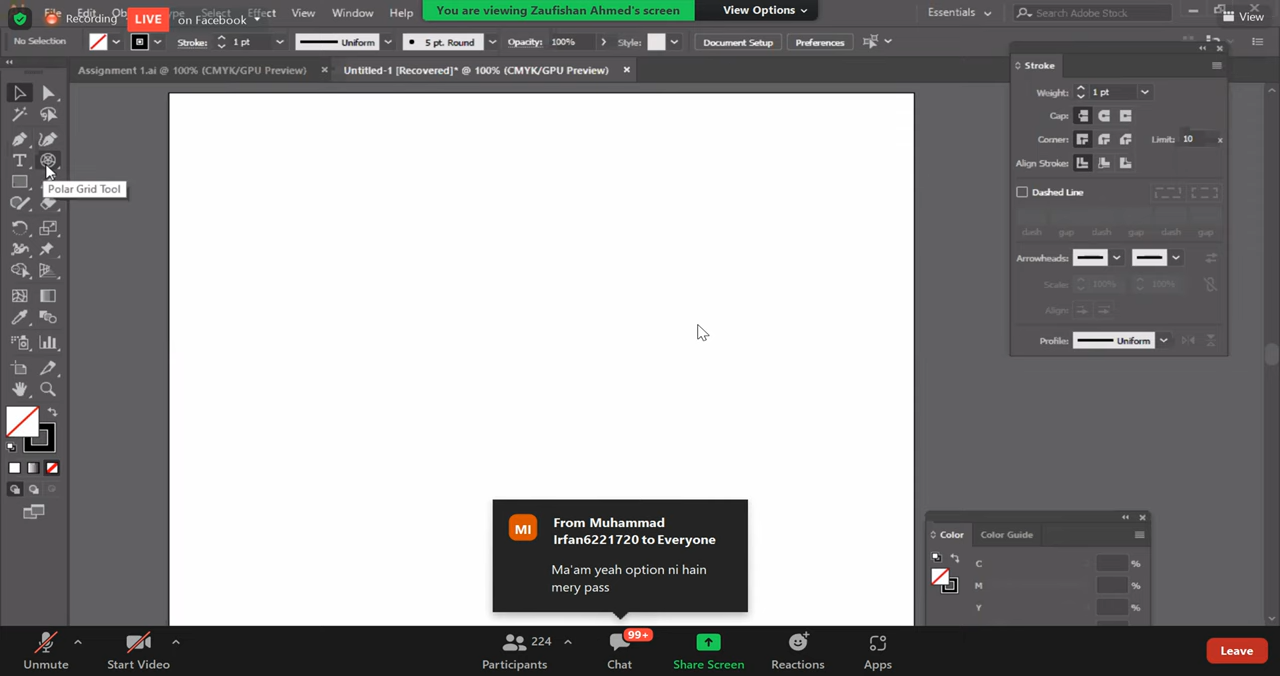 File Edit Object Type Select Effect View Window Help
Recording LIVE on Facebook
You are viewing Zaufishan Ahmed's screen View Options
Essentials Search Adobe Stock
View
No Selection Stroke: 1 pt Uniform 5 pt. Round Opacity: 100% Style: Document Setup Preferences
Assignment 1.ai @ 100% (CMYK/GPU Preview) Untitled-1 [Recovered]* @ 100% (CMYK/GPU Preview)
Polar Grid Tool
Stroke
Weight: 1 pt
Cap:
Corner: Limit: 10 x
Align Stroke:
Dashed Line
dash gap dash gap dash gap
Arrowheads:
Scale: 100% 100%
Align:
Profile: Uniform
Color Color Guide
C %
M %
Y %
MI
From Muhammad
Irfan6221720 to Everyone
Ma'am yeah option ni hain
mery pass
Unmute
Start Video
Participants 224
Chat 99+
Share Screen
Reactions
Apps
Leave